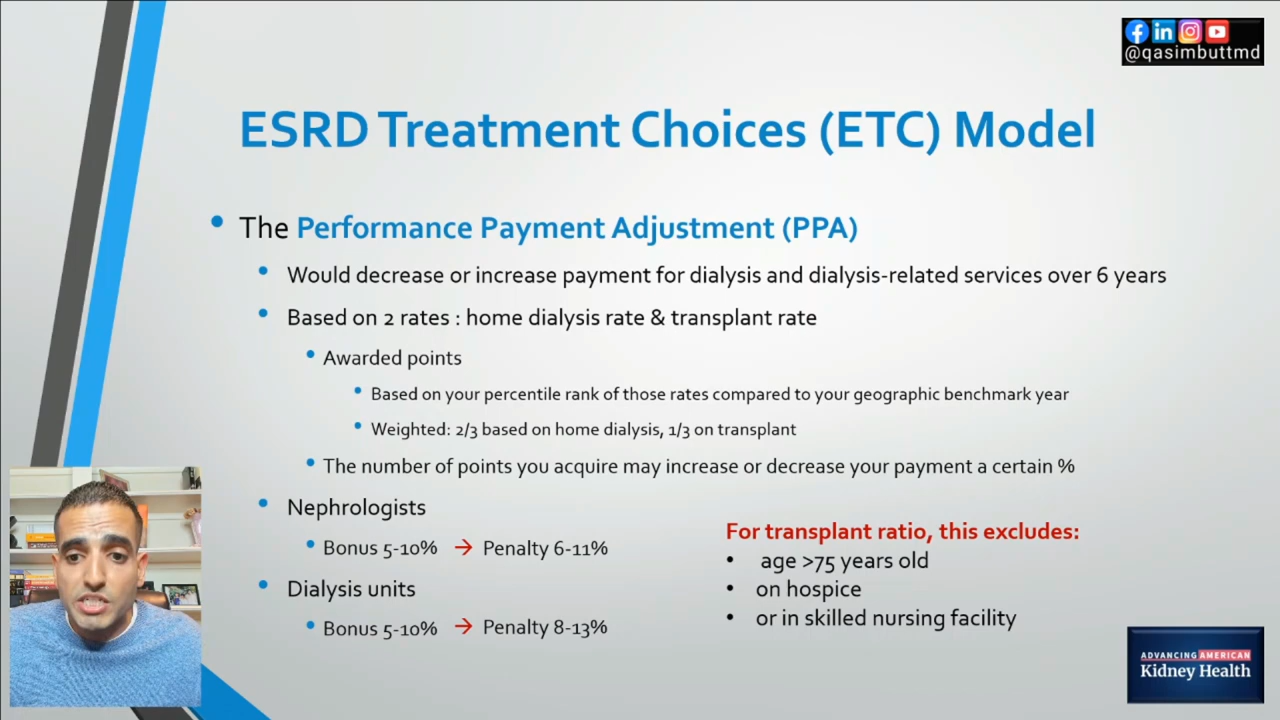 @qasimbuttmd
ESRD Treatment Choices (ETC) Model
• The Performance Payment Adjustment (PPA)
• Would decrease or increase payment for dialysis and dialysis-related services over 6 years
• Based on 2 rates : home dialysis rate & transplant rate
• Awarded points
• Based on your percentile rank of those rates compared to your geographic benchmark year
• Weighted: 2/3 based on home dialysis, 1/3 on transplant
• The number of points you acquire may increase or decrease your payment a certain %
• Nephrologists
• Bonus 5-10% → Penalty 6-11%
• Dialysis units
• Bonus 5-10% → Penalty 8-13%
For transplant ratio, this excludes:
• age >75 years old
• on hospice
• or in skilled nursing facility
ADVANCING AMERICAN
Kidney Health